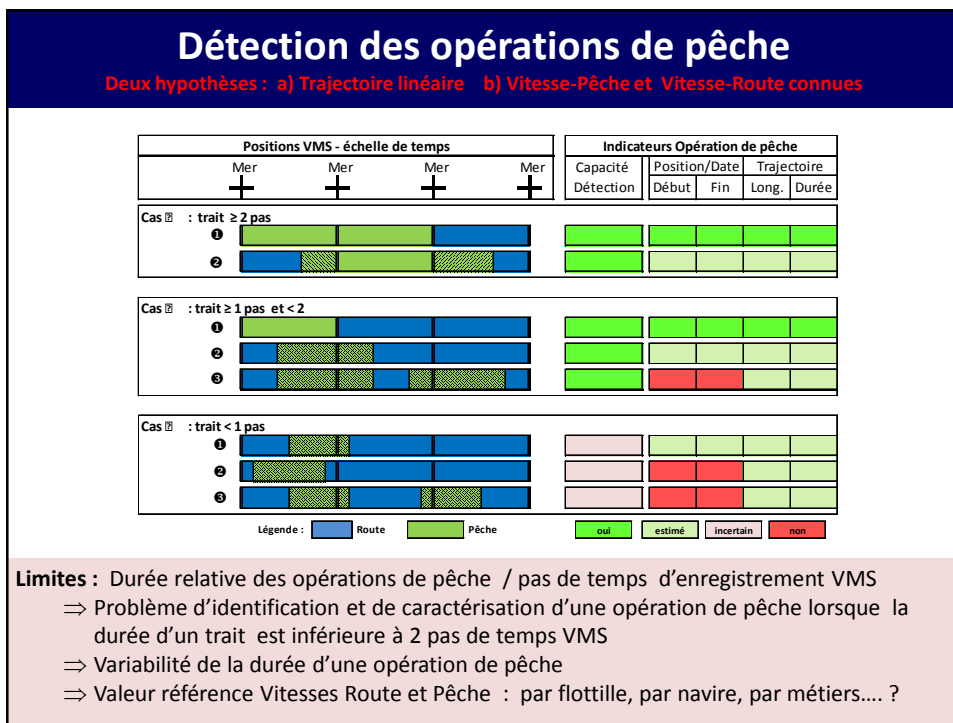 Détection des opérations de pêche
Deux hypothèses : a) Trajectoire linéaire b) Vitesse-Pêche et Vitesse-Route connues
Positions VMS - échelle de temps
Mer Mer Mer Mer
Indicateurs Opération de pêche
Capacité Détection
Position/Date Trajectoire
Début Fin Long. Durée
Cas ⍰ : trait ≥ 2 pas
❶
❷
Cas ⍰ : trait ≥ 1 pas et < 2
❶
❷
❸
Cas ⍰ : trait < 1 pas
❶
❷
❸
Légende : Route Pêche oui estimé incertain non
Limites : Durée relative des opérations de pêche / pas de temps d’enregistrement VMS
⇒ Problème d’identification et de caractérisation d’une opération de pêche lorsque la
durée d’un trait est inférieure à 2 pas de temps VMS
⇒ Variabilité de la durée d’une opération de pêche
⇒ Valeur référence Vitesses Route et Pêche : par flottille, par navire, par métiers…. ?